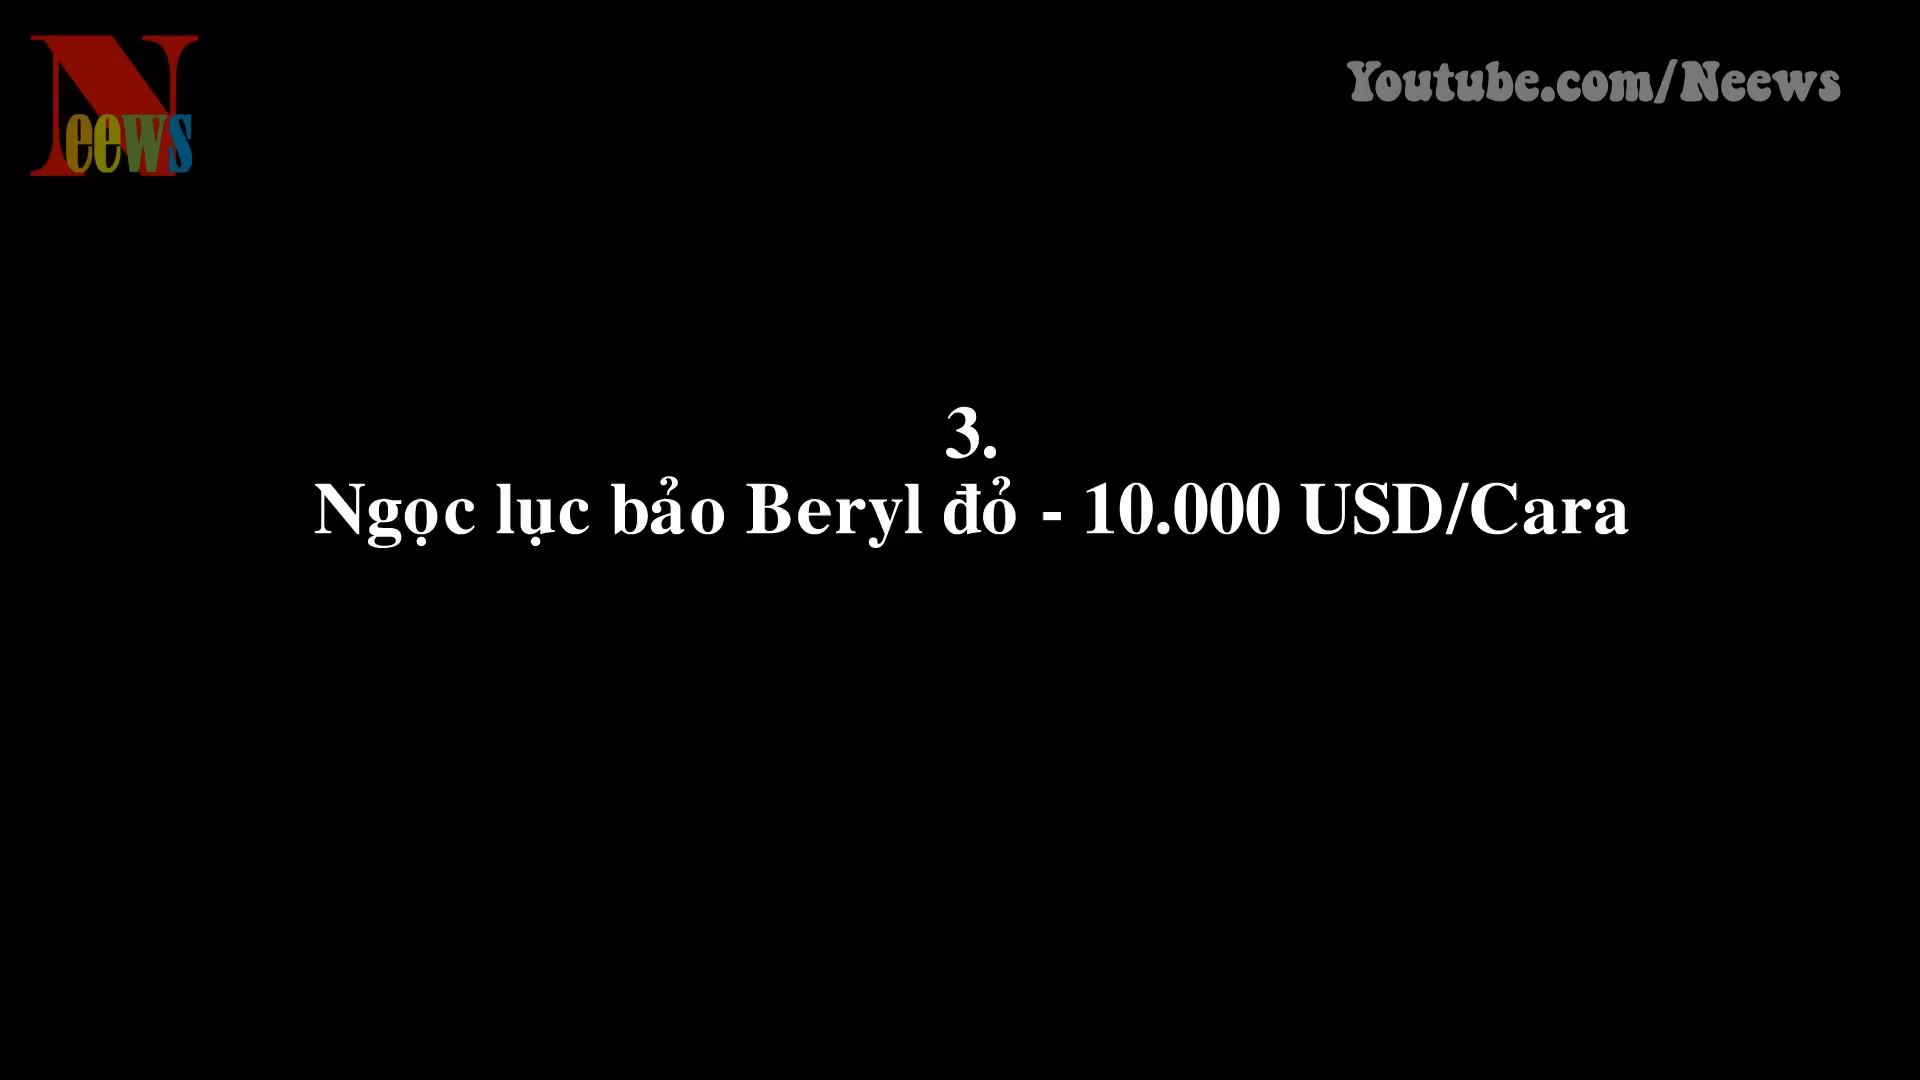 Neews
Youtube.com/Neews
3.
Ngọc lục bảo Beryl đỏ - 10.000 USD/Cara